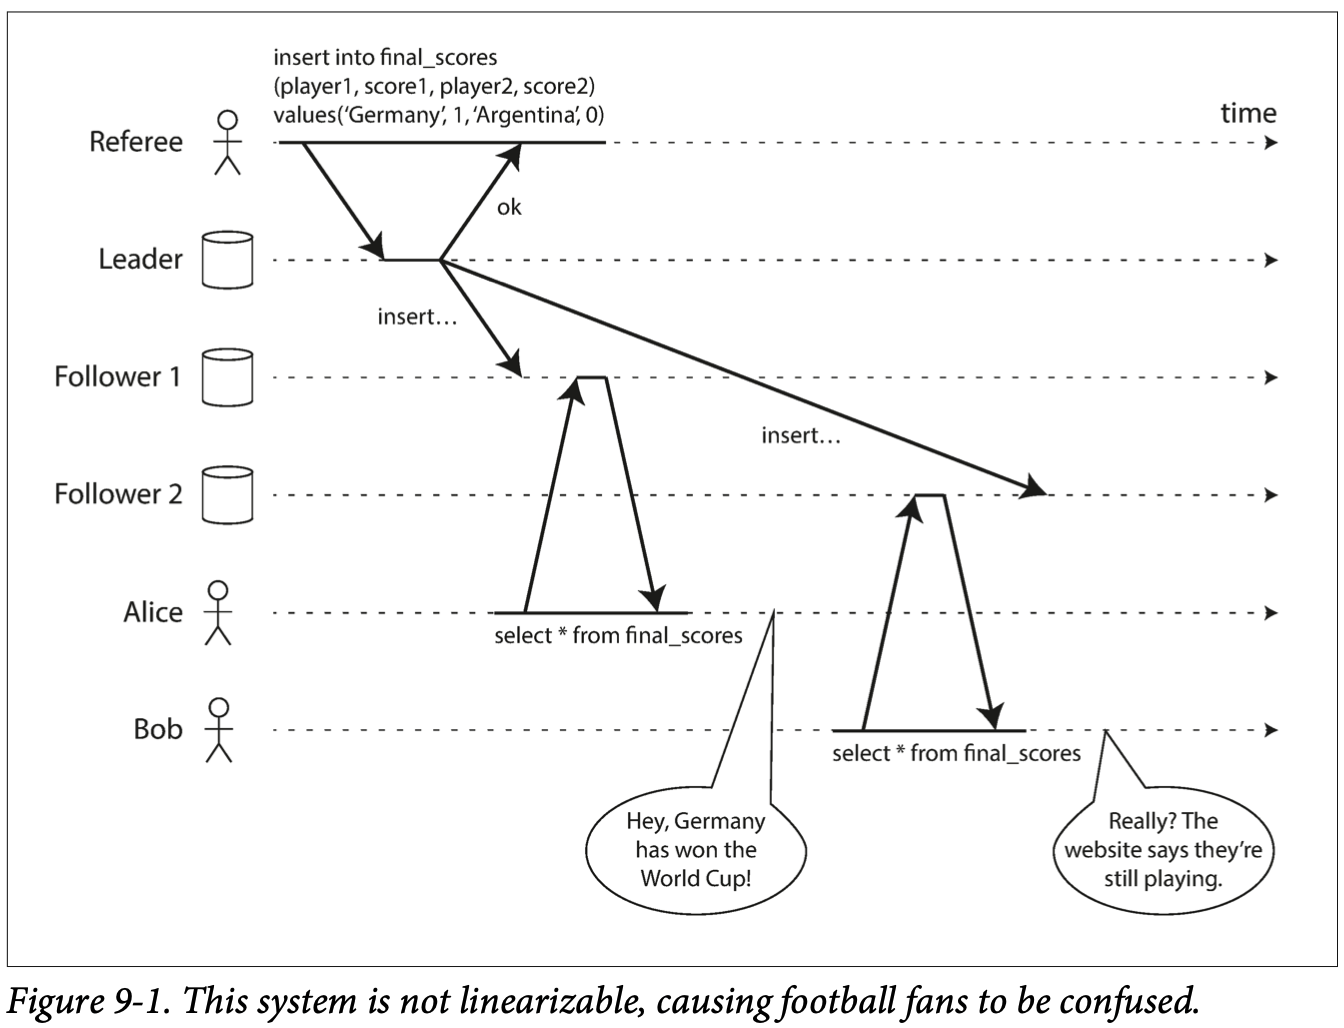 insert into final_scores
(player1, score1, player2, score2)
values(‘Germany’, 1, ‘Argentina’, 0)
time
Referee
ok
Leader
insert…
Follower 1
insert…
Follower 2
Alice
select * from final_scores
Bob
select * from final_scores
Hey, Germany
has won the
World Cup!
Really? The
website says they’re
still playing.
Figure 9-1. This system is not linearizable, causing football fans to be confused.